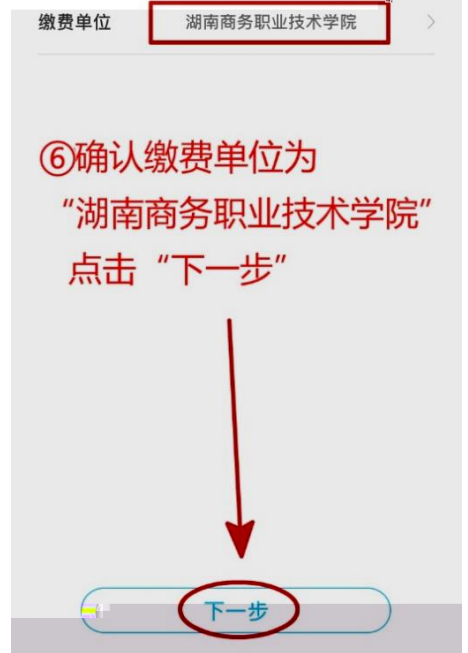 缴费单位 湖南商务职业技术学院
⑥确认缴费单位为
“湖南商务职业技术学院”
点击“下一步”
下一步